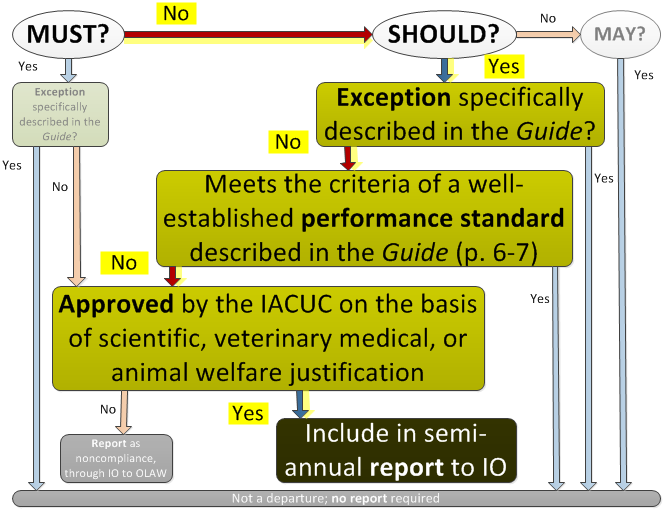 No
MUST?
SHOULD?
No
MAY?
Yes
Yes
Yes
Exception
specifically
described in the
Guide?
Exception specifically
described in the Guide?
No
Yes
No
Yes
Meets the criteria of a well-
established performance standard
described in the Guide (p. 6-7)
No
Yes
Approved by the IACUC on the basis
of scientific, veterinary medical, or
animal welfare justification
No
Yes
Report as
noncompliance,
through IO to OLAW
Include in semi-
annual report to IO
Not a departure; no report required